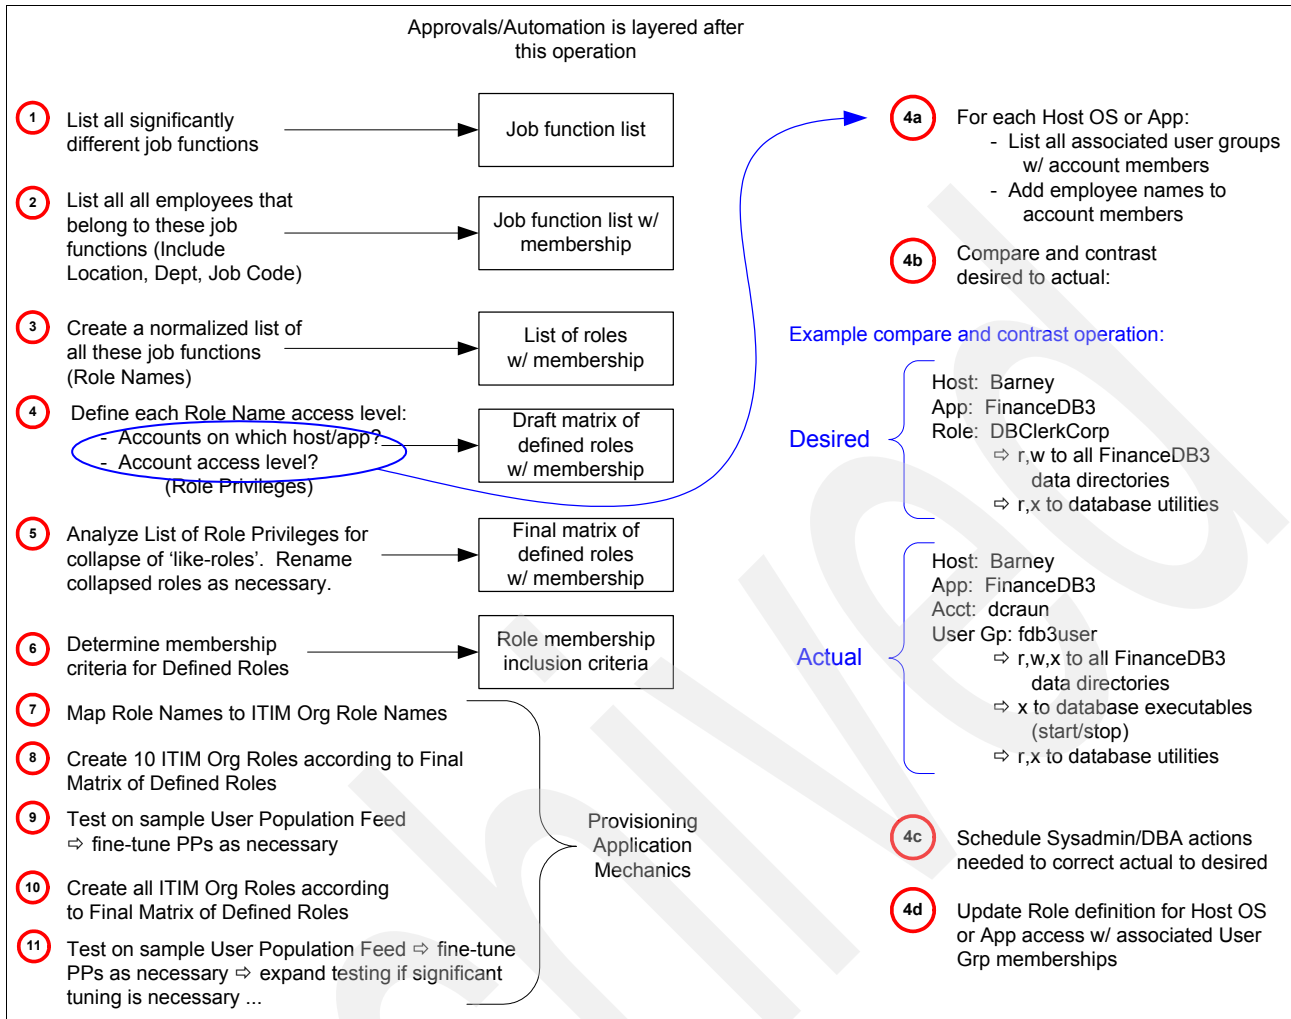 Approvals/Automation is layered after
this operation
1
List all significantly
different job functions
Job function list
2
List all all employees that
belong to these job
functions (Include
Location, Dept, Job Code)
Job function list w/
membership
3
Create a normalized list of
all these job functions
(Role Names)
List of roles
w/ membership
4
Define each Role Name access level:
- Accounts on which host/app?
- Account access level?
(Role Privileges)
Draft matrix of
defined roles
w/ membership
5
Analyze List of Role Privileges for
collapse of ‘like-roles’. Rename
collapsed roles as necessary.
Final matrix of
defined roles
w/ membership
6
Determine membership
criteria for Defined Roles
Role membership
inclusion criteria
7
Map Role Names to ITIM Org Role Names
8
Create 10 ITIM Org Roles according to Final
Matrix of Defined Roles
9
Test on sample User Population Feed
⇨ fine-tune PPs as necessary
10
Create all ITIM Org Roles according
to Final Matrix of Defined Roles
11
Test on sample User Population Feed ⇨ fine-tune
PPs as necessary ⇨ expand testing if significant
tuning is necessary ...
Provisioning
Application
Mechanics
4a
For each Host OS or App:
- List all associated user groups
w/ account members
- Add employee names to
account members
4b
Compare and contrast
desired to actual:
Example compare and contrast operation:
Desired
Host: Barney
App: FinanceDB3
Role: DBClerkCorp
⇨ r,w to all FinanceDB3
data directories
⇨ r,x to database utilities
Actual
Host: Barney
App: FinanceDB3
Acct: dcraun
User Gp: fdb3user
⇨ r,w,x to all FinanceDB3
data directories
⇨ x to database executables
(start/stop)
⇨ r,x to database utilities
4c
Schedule Sysadmin/DBA actions
needed to correct actual to desired
4d
Update Role definition for Host OS
or App access w/ associated User
Grp memberships